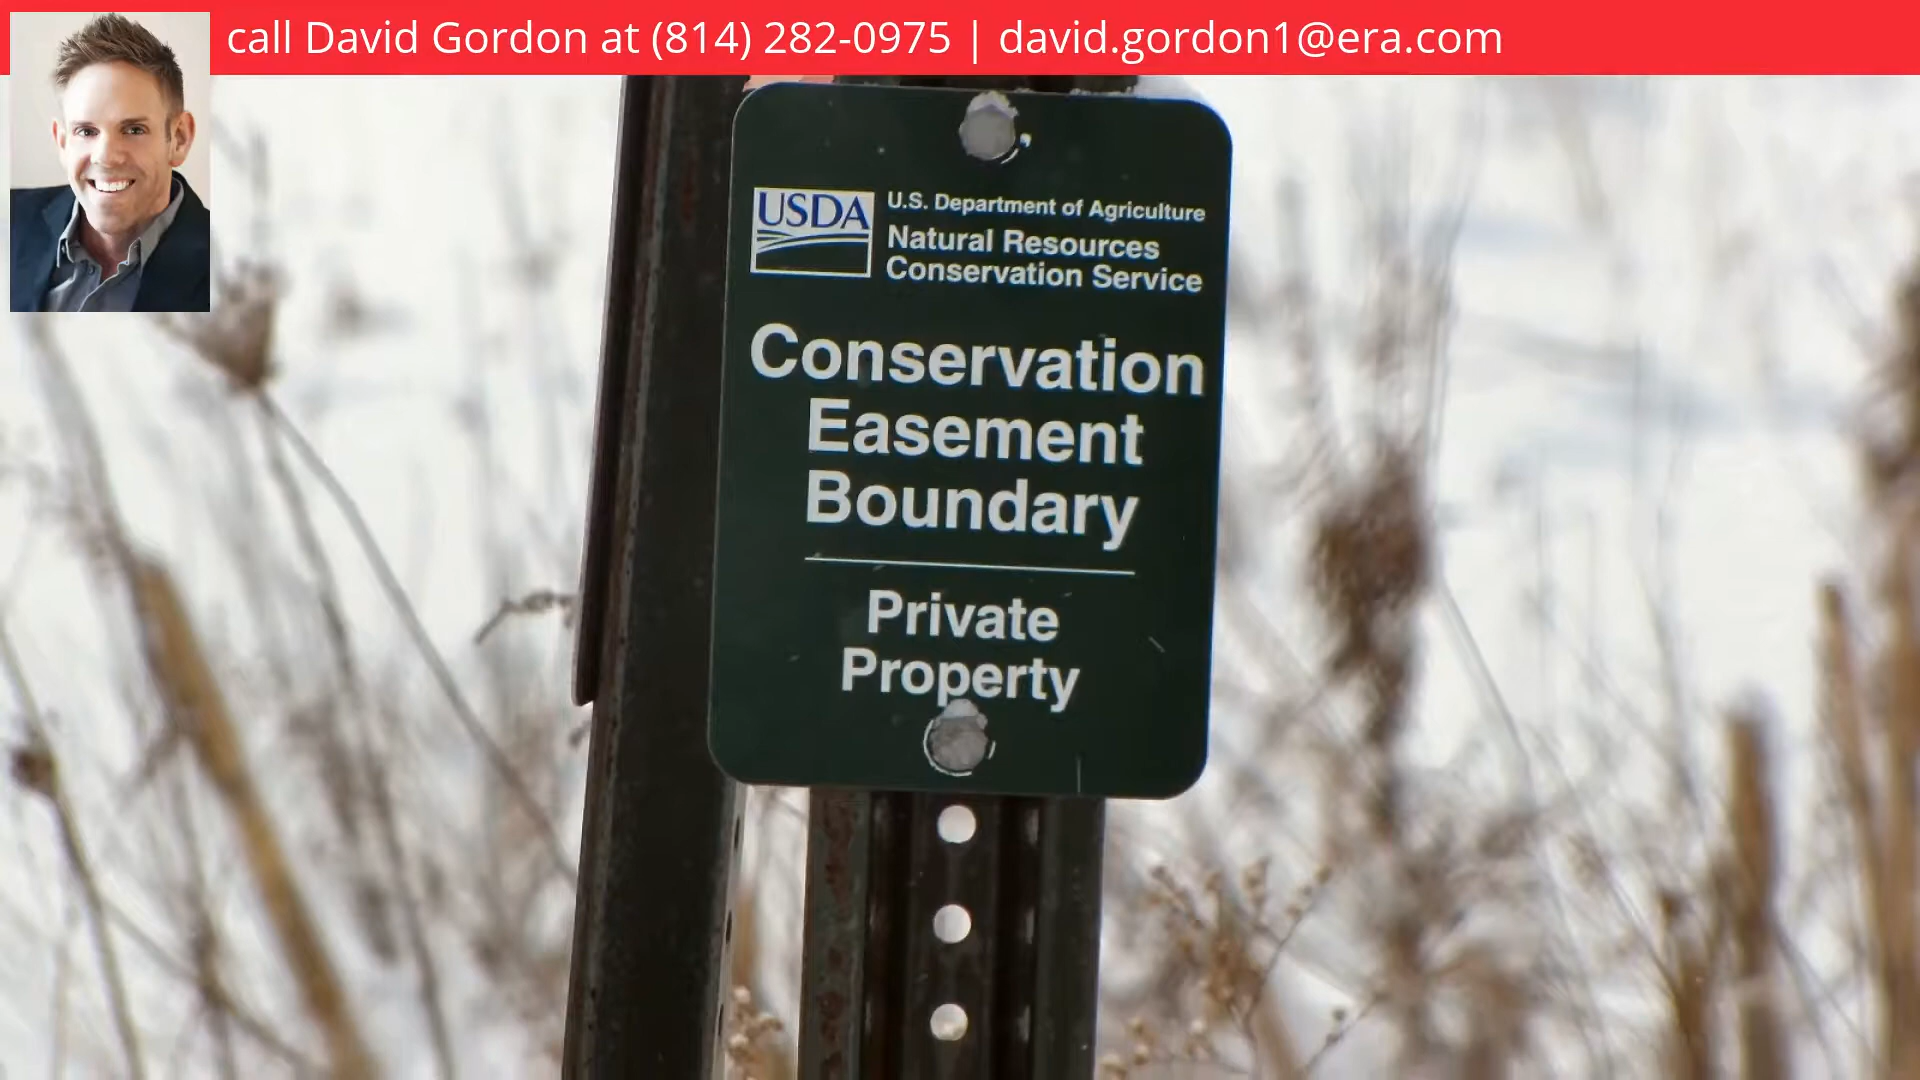 call David Gordon at (814) 282-0975 | david.gordon1@era.com
USDA
U.S. Department of Agriculture
Natural Resources
Conservation Service
Conservation
Easement
Boundary
Private
Property